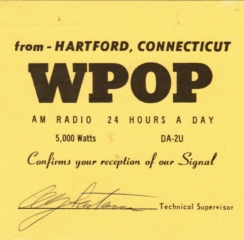 from - HARTFORD, CONNECTICUT
WPOP
AM RADIO 24 HOURS A DAY
5,000 Watts DA-2U
Confirms your reception of our Signal
Technical Supervisor